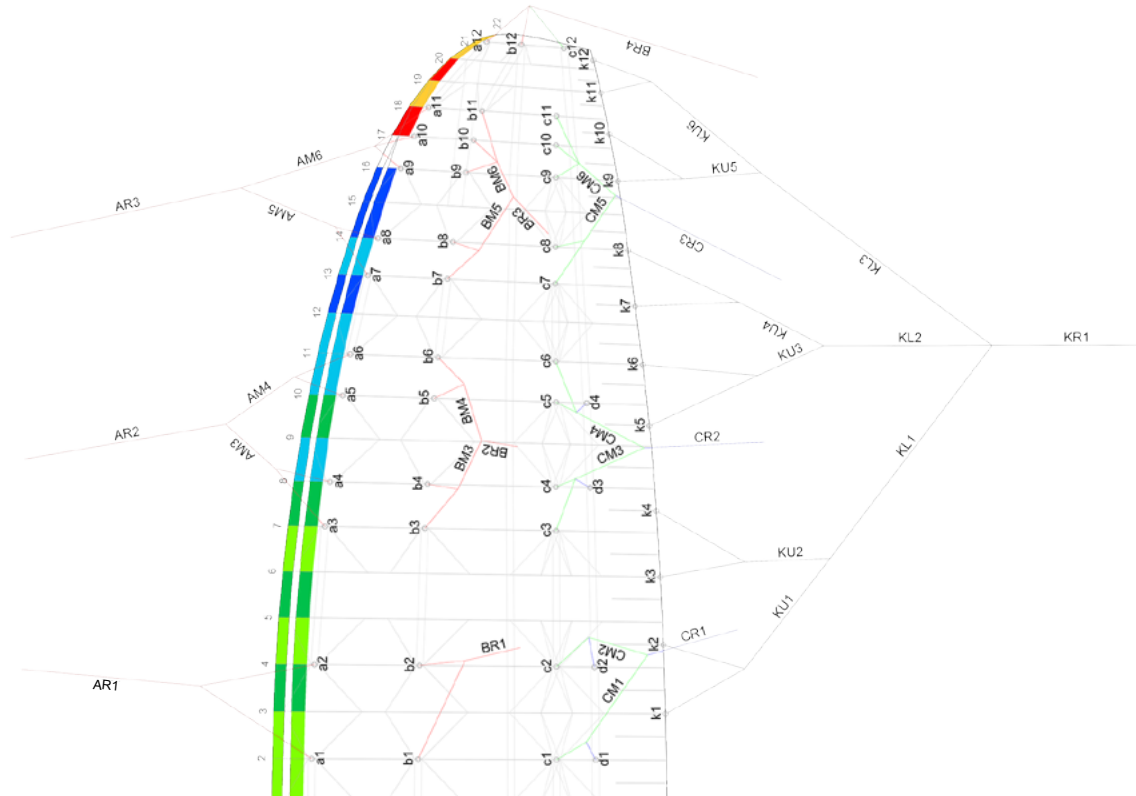 22
21
a12
b12
c12
k12
BR4
20
19
a11
b11
c11
k11
18
a10
b10
c10
k10
KU6
17
AM6
16
a9
b9
BM6
c9
CM6
k9
KU5
AR3
15
AM5
BM5
BR3
CM5
14
a8
b8
c8
k8
CR3
KL3
13
a7
b7
c7
k7
12
KU4
11
a6
b6
c6
k6
KU3
KL2
KR1
AM4
10
a5
b5
BM4
c5
d4
k5
AR2
AM3
9
BM3
BR2
CM4
CM3
CR2
KL1
8
a4
b4
c4
d3
k4
7
a3
b3
c3
KU2
6
k3
KU1
5
BR1
k2
CR1
4
a2
b2
c2
CM2
d2
AR1
CM1
3
k1
2
a1
b1
c1
d1